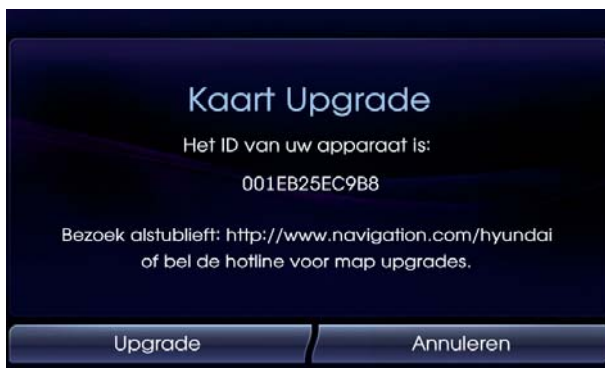 Kaart Upgrade
Het ID van uw apparaat is:
001EB25EC9B8
Bezoek alstublieft: http://www.navigation.com/hyundai
of bel de hotline voor map upgrades.
Upgrade
Annuleren